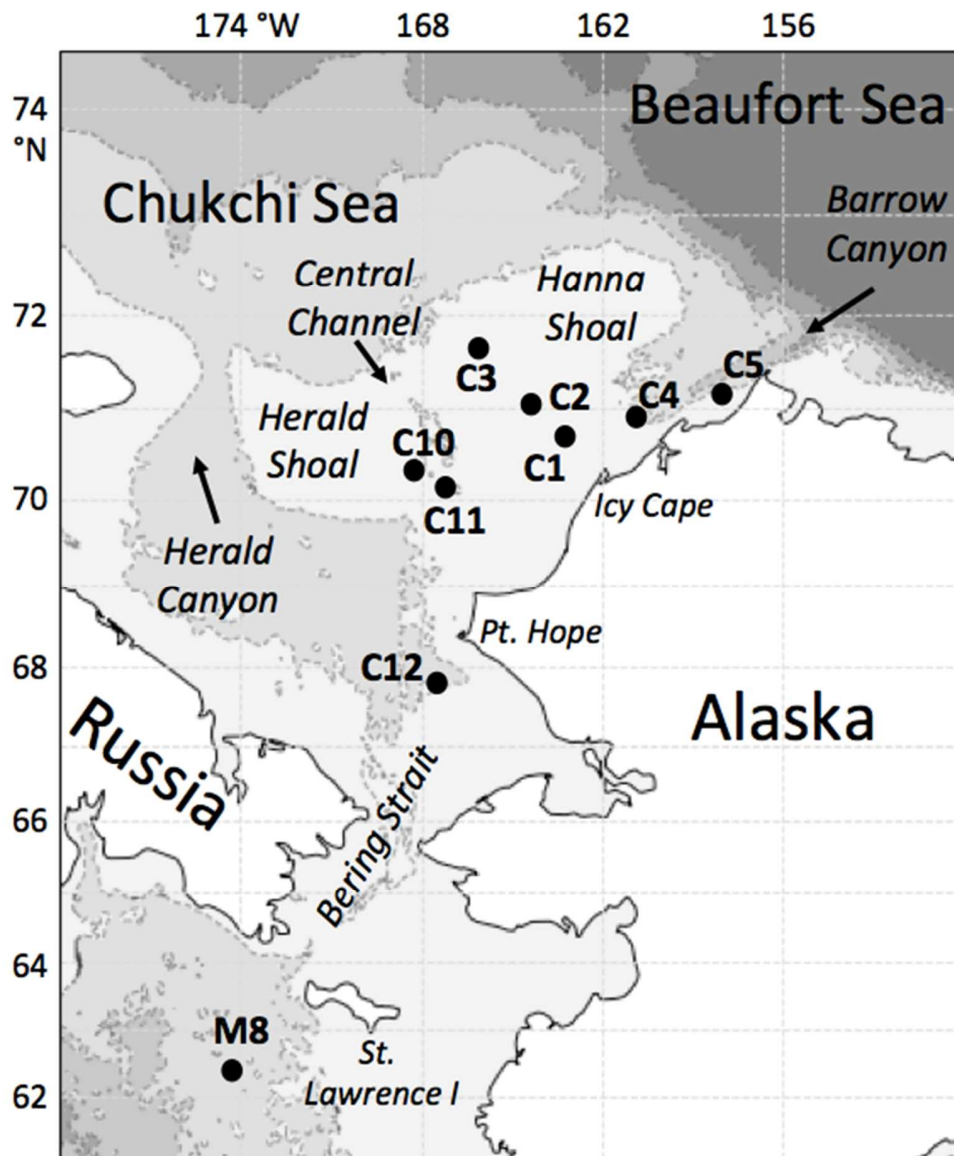 174 °W 168 162 156
74
°N
Beaufort Sea
Chukchi Sea
Barrow
Canyon
Central
Channel
Hanna
Shoal
72
C3
C5
C2
C4
Herald
Shoal
C10
C1
C11
70
Icy Cape
Herald
Canyon
Pt. Hope
68
C12
Russia
Alaska
66
Bering Strait
64
M8
St.
Lawrence I
62